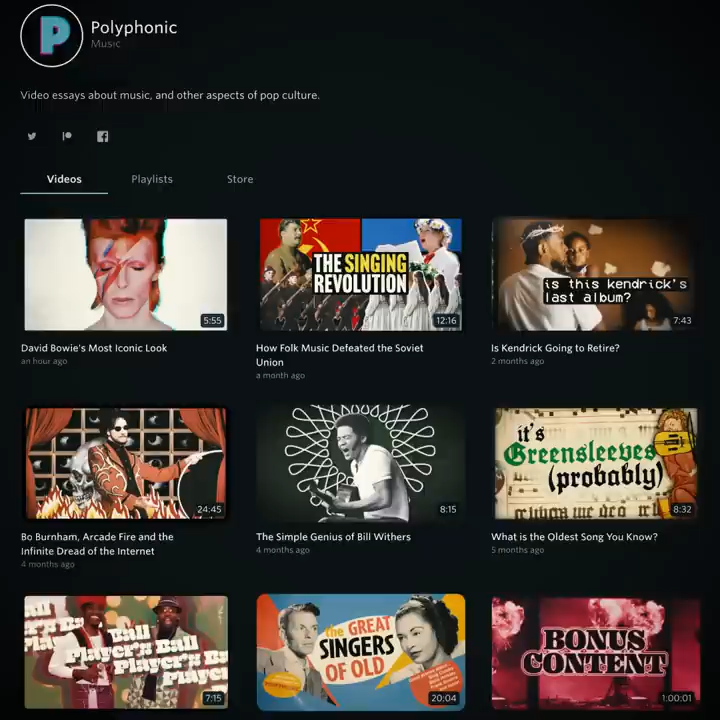 P
Polyphonic
Music
Video essays about music, and other aspects of pop culture.
Videos Playlists Store
5:55
THE SINGING
REVOLUTION
12:16
is this kendrick's
last album?
7:43
David Bowie's Most Iconic Look
an hour ago
How Folk Music Defeated the Soviet
Union
a month ago
Is Kendrick Going to Retire?
2 months ago
24:45
8:15
it's
Greensleeves
(probably)
8:32
Bo Burnham, Arcade Fire and the
Infinite Dread of the Internet
4 months ago
The Simple Genius of Bill Withers
4 months ago
What is the Oldest Song You Know?
5 months ago
Ball
Player's Ball
Player's Ball
7:15
the GREAT
SINGERS
OF OLD
20:04
BONUS
CONTENT
1:00:01